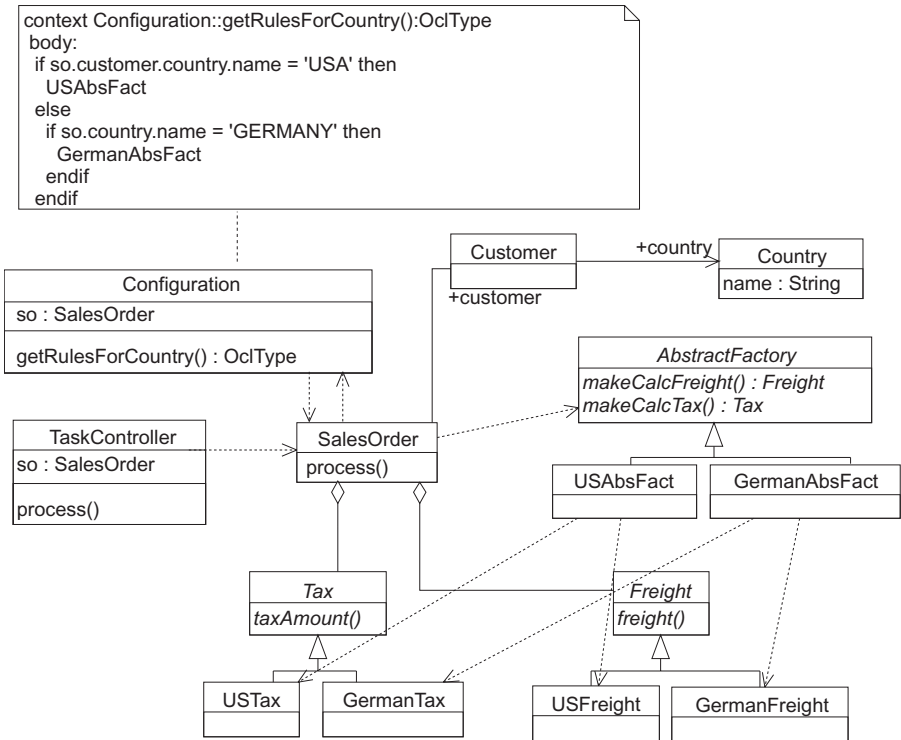 context Configuration::getRulesForCountry():OclType
body:
if so.customer.country.name = 'USA' then
USAbsFact
else
if so.country.name = 'GERMANY' then
GermanAbsFact
endif
endif
Customer
+country
Country
name : String
+customer
Configuration
so : SalesOrder
getRulesForCountry() : OclType
AbstractFactory
makeCalcFreight() : Freight
makeCalcTax() : Tax
TaskController
so : SalesOrder
process()
SalesOrder
process()
USAbsFact
GermanAbsFact
Tax
taxAmount()
Freight
freight()
USTax
GermanTax
USFreight
GermanFreight